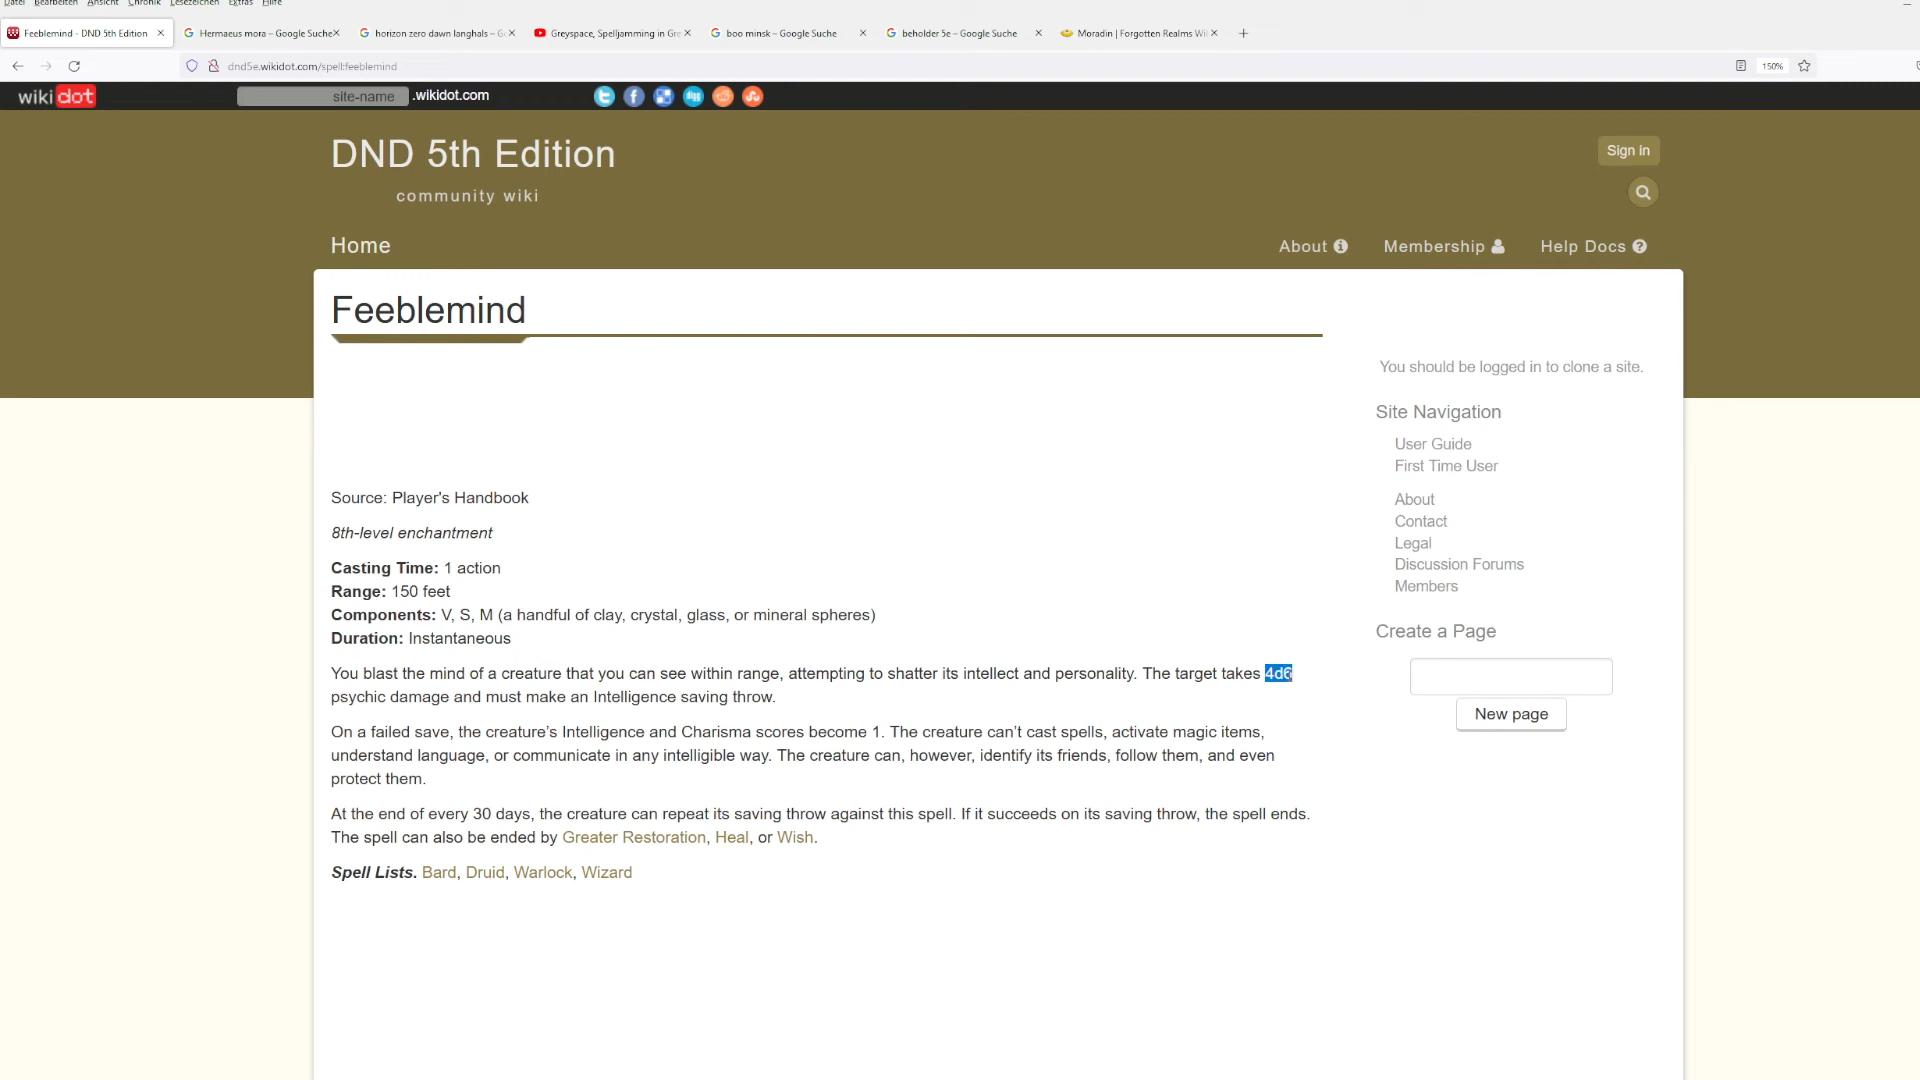 Datei Bearbeiten Ansicht Chronik Lesezeichen Extras Hilfe
Feeblemind - DND 5th Edition
Hermaeus mora – Google Suche
horizon zero dawn langhals – G
Greyspace, Spelljamming in Gre
boo minsk – Google Suche
beholder 5e – Google Suche
Moradin | Forgotten Realms Wi
dnd5e.wikidot.com/spell:feeblemind
150%
wikidot
site-name .wikidot.com
digg
DND 5th Edition
Sign in
community wiki
Home
About
Membership
Help Docs
Feeblemind
Source: Player's Handbook
8th-level enchantment
Casting Time: 1 action
Range: 150 feet
Components: V, S, M (a handful of clay, crystal, glass, or mineral spheres)
Duration: Instantaneous
You blast the mind of a creature that you can see within range, attempting to shatter its intellect and personality. The target takes 4d6
psychic damage and must make an Intelligence saving throw.
On a failed save, the creature’s Intelligence and Charisma scores become 1. The creature can’t cast spells, activate magic items,
understand language, or communicate in any intelligible way. The creature can, however, identify its friends, follow them, and even
protect them.
At the end of every 30 days, the creature can repeat its saving throw against this spell. If it succeeds on its saving throw, the spell ends.
The spell can also be ended by Greater Restoration, Heal, or Wish.
Spell Lists. Bard, Druid, Warlock, Wizard
You should be logged in to clone a site.
Site Navigation
User Guide
First Time User
About
Contact
Legal
Discussion Forums
Members
Create a Page
New page